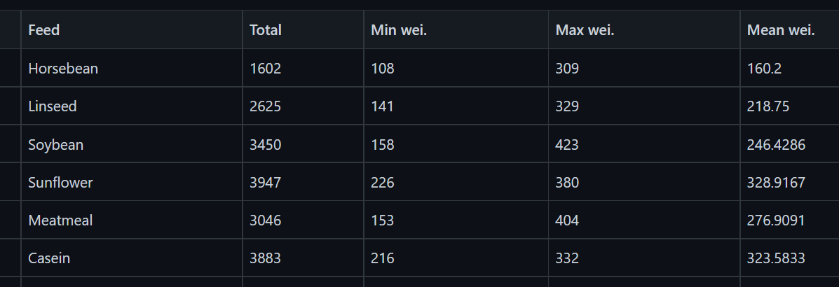 Feed Total Min wei. Max wei. Mean wei.
Horsebean 1602 108 309 160.2
Linseed 2625 141 329 218.75
Soybean 3450 158 423 246.4286
Sunflower 3947 226 380 328.9167
Meatmeal 3046 153 404 276.9091
Casein 3883 216 332 323.5833